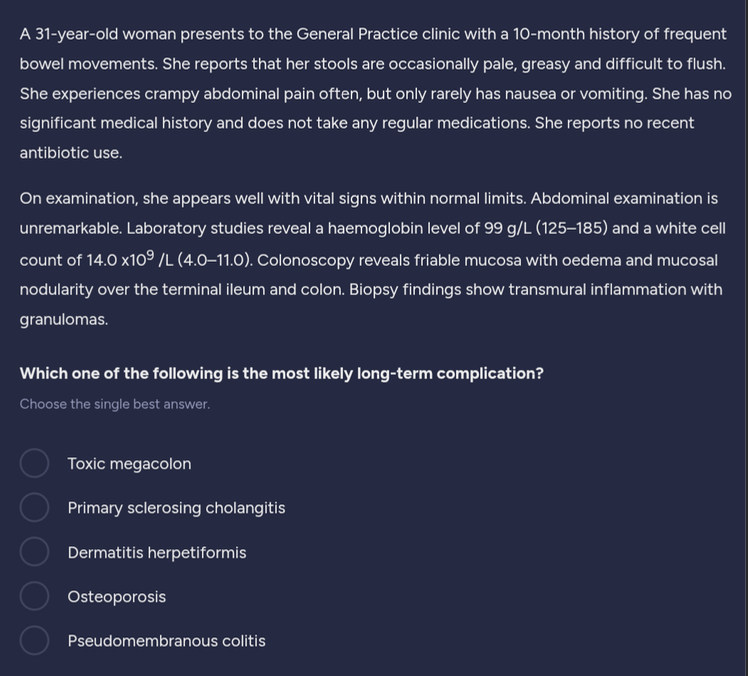 A 31-year-old woman presents to the General Practice clinic with a 10-month history of frequent
bowel movements. She reports that her stools are occasionally pale, greasy and difficult to flush.
She experiences crampy abdominal pain often, but only rarely has nausea or vomiting. She has no
significant medical history and does not take any regular medications. She reports no recent
antibiotic use.
On examination, she appears well with vital signs within normal limits. Abdominal examination is
unremarkable. Laboratory studies reveal a haemoglobin level of 99 g/L (125–185) and a white cell
count of 14.0 x10⁹ /L (4.0–11.0). Colonoscopy reveals friable mucosa with oedema and mucosal
nodularity over the terminal ileum and colon. Biopsy findings show transmural inflammation with
granulomas.
Which one of the following is the most likely long-term complication?
Choose the single best answer.
Toxic megacolon
Primary sclerosing cholangitis
Dermatitis herpetiformis
Osteoporosis
Pseudomembranous colitis